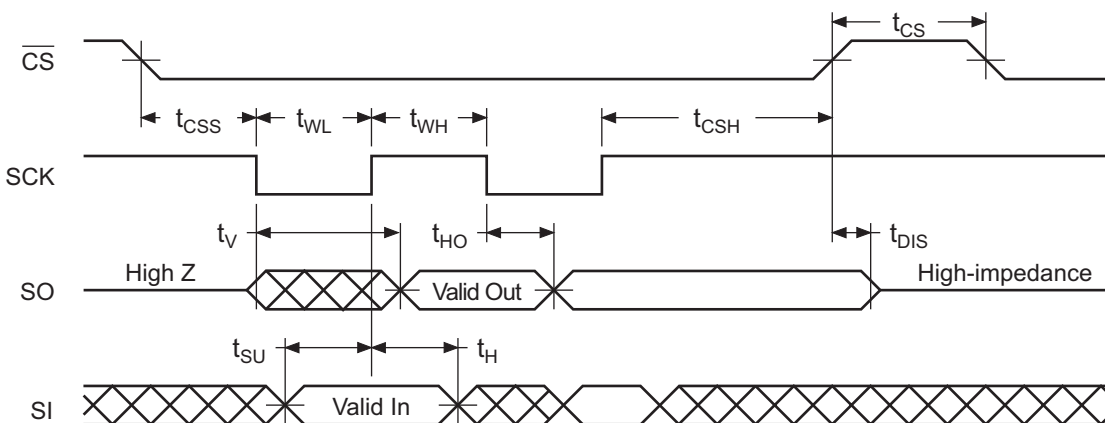 t_CS
C̅S̅
t_CSS t_WL t_WH t_CSH
SCK
t_V t_HO t_DIS
High Z Valid Out High-impedance
SO
t_SU t_H
SI Valid In